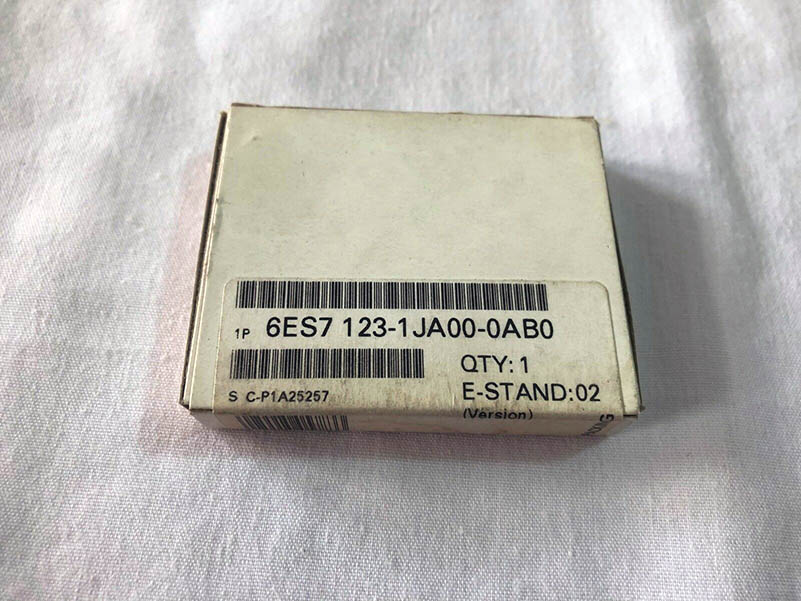 1P 6ES7 123-1JA00-0AB0
QTY: 1
S C-P1A25257
E-STAND:02
(Version)